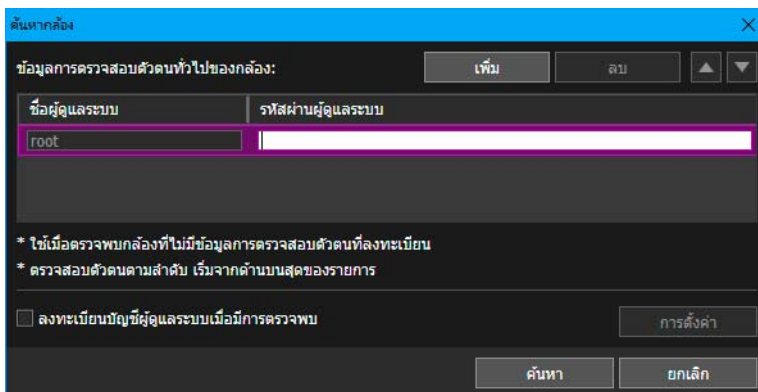 ค้นหากล้อง
ข้อมูลการตรวจสอบตัวตนทั่วไปของกล้อง: เพิ่ม ลบ
ชื่อผู้ดูแลระบบ รหัสผ่านผู้ดูแลระบบ
root
* ใช้เมื่อตรวจพบกล้องที่ไม่มีข้อมูลการตรวจสอบตัวตนที่ลงทะเบียน
* ตรวจสอบตัวตนตามลำดับ เริ่มจากด้านบนสุดของรายการ
ลงทะเบียนบัญชีผู้ดูแลระบบเมื่อมีการตรวจพบ การตั้งค่า
ค้นหา ยกเลิก